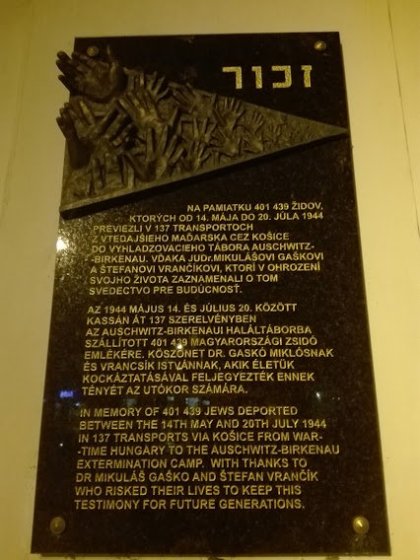 זכור
NA PAMIATKU 401 439 ŽIDOV,
KTORÝCH OD 14. MÁJA DO 20. JÚLA 1944
PREVIEZLI V 137 TRANSPORTOCH
Z VTEDAJŠIEHO MAĎARSKA CEZ KOŠICE
DO VYHLADZOVACIEHO TÁBORA AUSCHWITZ-
-BIRKENAU. VĎAKA JUDr. MIKULÁŠOVI GAŠKOVI
A ŠTEFANOVI VRANČÍKOVI, KTORÍ V OHROZENÍ
SVOJHO ŽIVOTA ZAZNAMENALI O TOM
SVEDECTVO PRE BUDÚCNOSŤ.
AZ 1944 MÁJUS 14. ÉS JÚLIUS 20. KÖZÖTT
KASSÁN ÁT 137 SZERELVÉNYBEN
AZ AUSCHWITZ-BIRKENAUI HALÁLTÁBORBA
SZÁLLÍTOTT 401 439 MAGYARORSZÁGI ZSIDÓ
EMLÉKÉRE. KÖSZÖNET DR. GASKÓ MIKLÓSNAK
ÉS VRANCSIK ISTVÁNNAK, AKIK ÉLETÜK
KOCKÁZTATÁSÁVAL FELJEGYEZTÉK ENNEK
TÉNYÉT AZ UTÓKOR SZÁMÁRA.
IN MEMORY OF 401 439 JEWS DEPORTED
BETWEEN THE 14TH MAY AND 20TH JULY 1944
IN 137 TRANSPORTS VIA KOŠICE FROM WAR-
-TIME HUNGARY TO THE AUSCHWITZ-BIRKENAU
EXTERMINATION CAMP. WITH THANKS TO
DR MIKULÁŠ GAŠKO AND ŠTEFAN VRANČÍK
WHO RISKED THEIR LIVES TO KEEP THIS
TESTIMONY FOR FUTURE GENERATIONS.